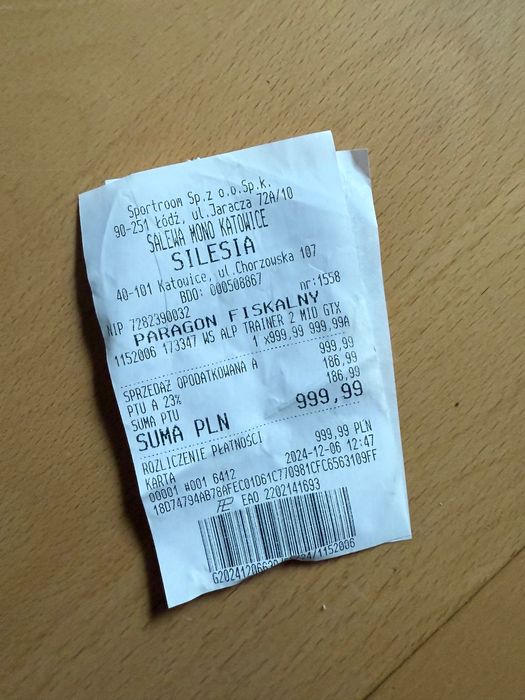 Sportroom Sp.z o.o.Sp.k.
90-251 Łódź, ul.Jaracza 72A/10
SALEWA MONO KATOWICE
SILESIA
40-101 Katowice, ul.Chorzowska 107
BDO: 000508867
NIP 7282390032 nr:1558
PARAGON FISKALNY
1152006 173347 WS ALP TRAINER 2 MID GTX
1 x999,99 999,99A
SPRZEDAŻ OPODATKOWANA A 999,99
PTU A 23% 186,99
SUMA PTU 186,99
SUMA PLN 999,99
ROZLICZENIE PŁATNOŚCI
KARTA 999,99 PLN
00001 #001 6412 2024-12-06 12:47
18D74794AB78AFEC01D61C770981CFC6563109FF
EAO 2202141693
/1152006